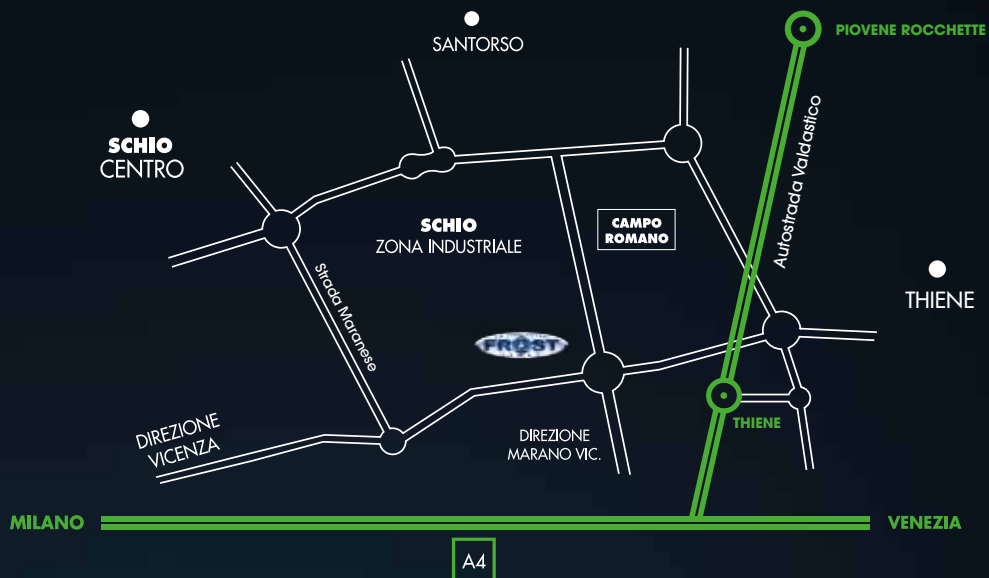 SANTORSO
PIOVENE ROCCHETTE
SCHIO
CENTRO
Autostrada Valdastico
SCHIO
ZONA INDUSTRIALE
CAMPO
ROMANO
THIENE
Strada Maranese
FROST
DIREZIONE
VICENZA
DIREZIONE
MARANO VIC.
THIENE
MILANO
VENEZIA
A4